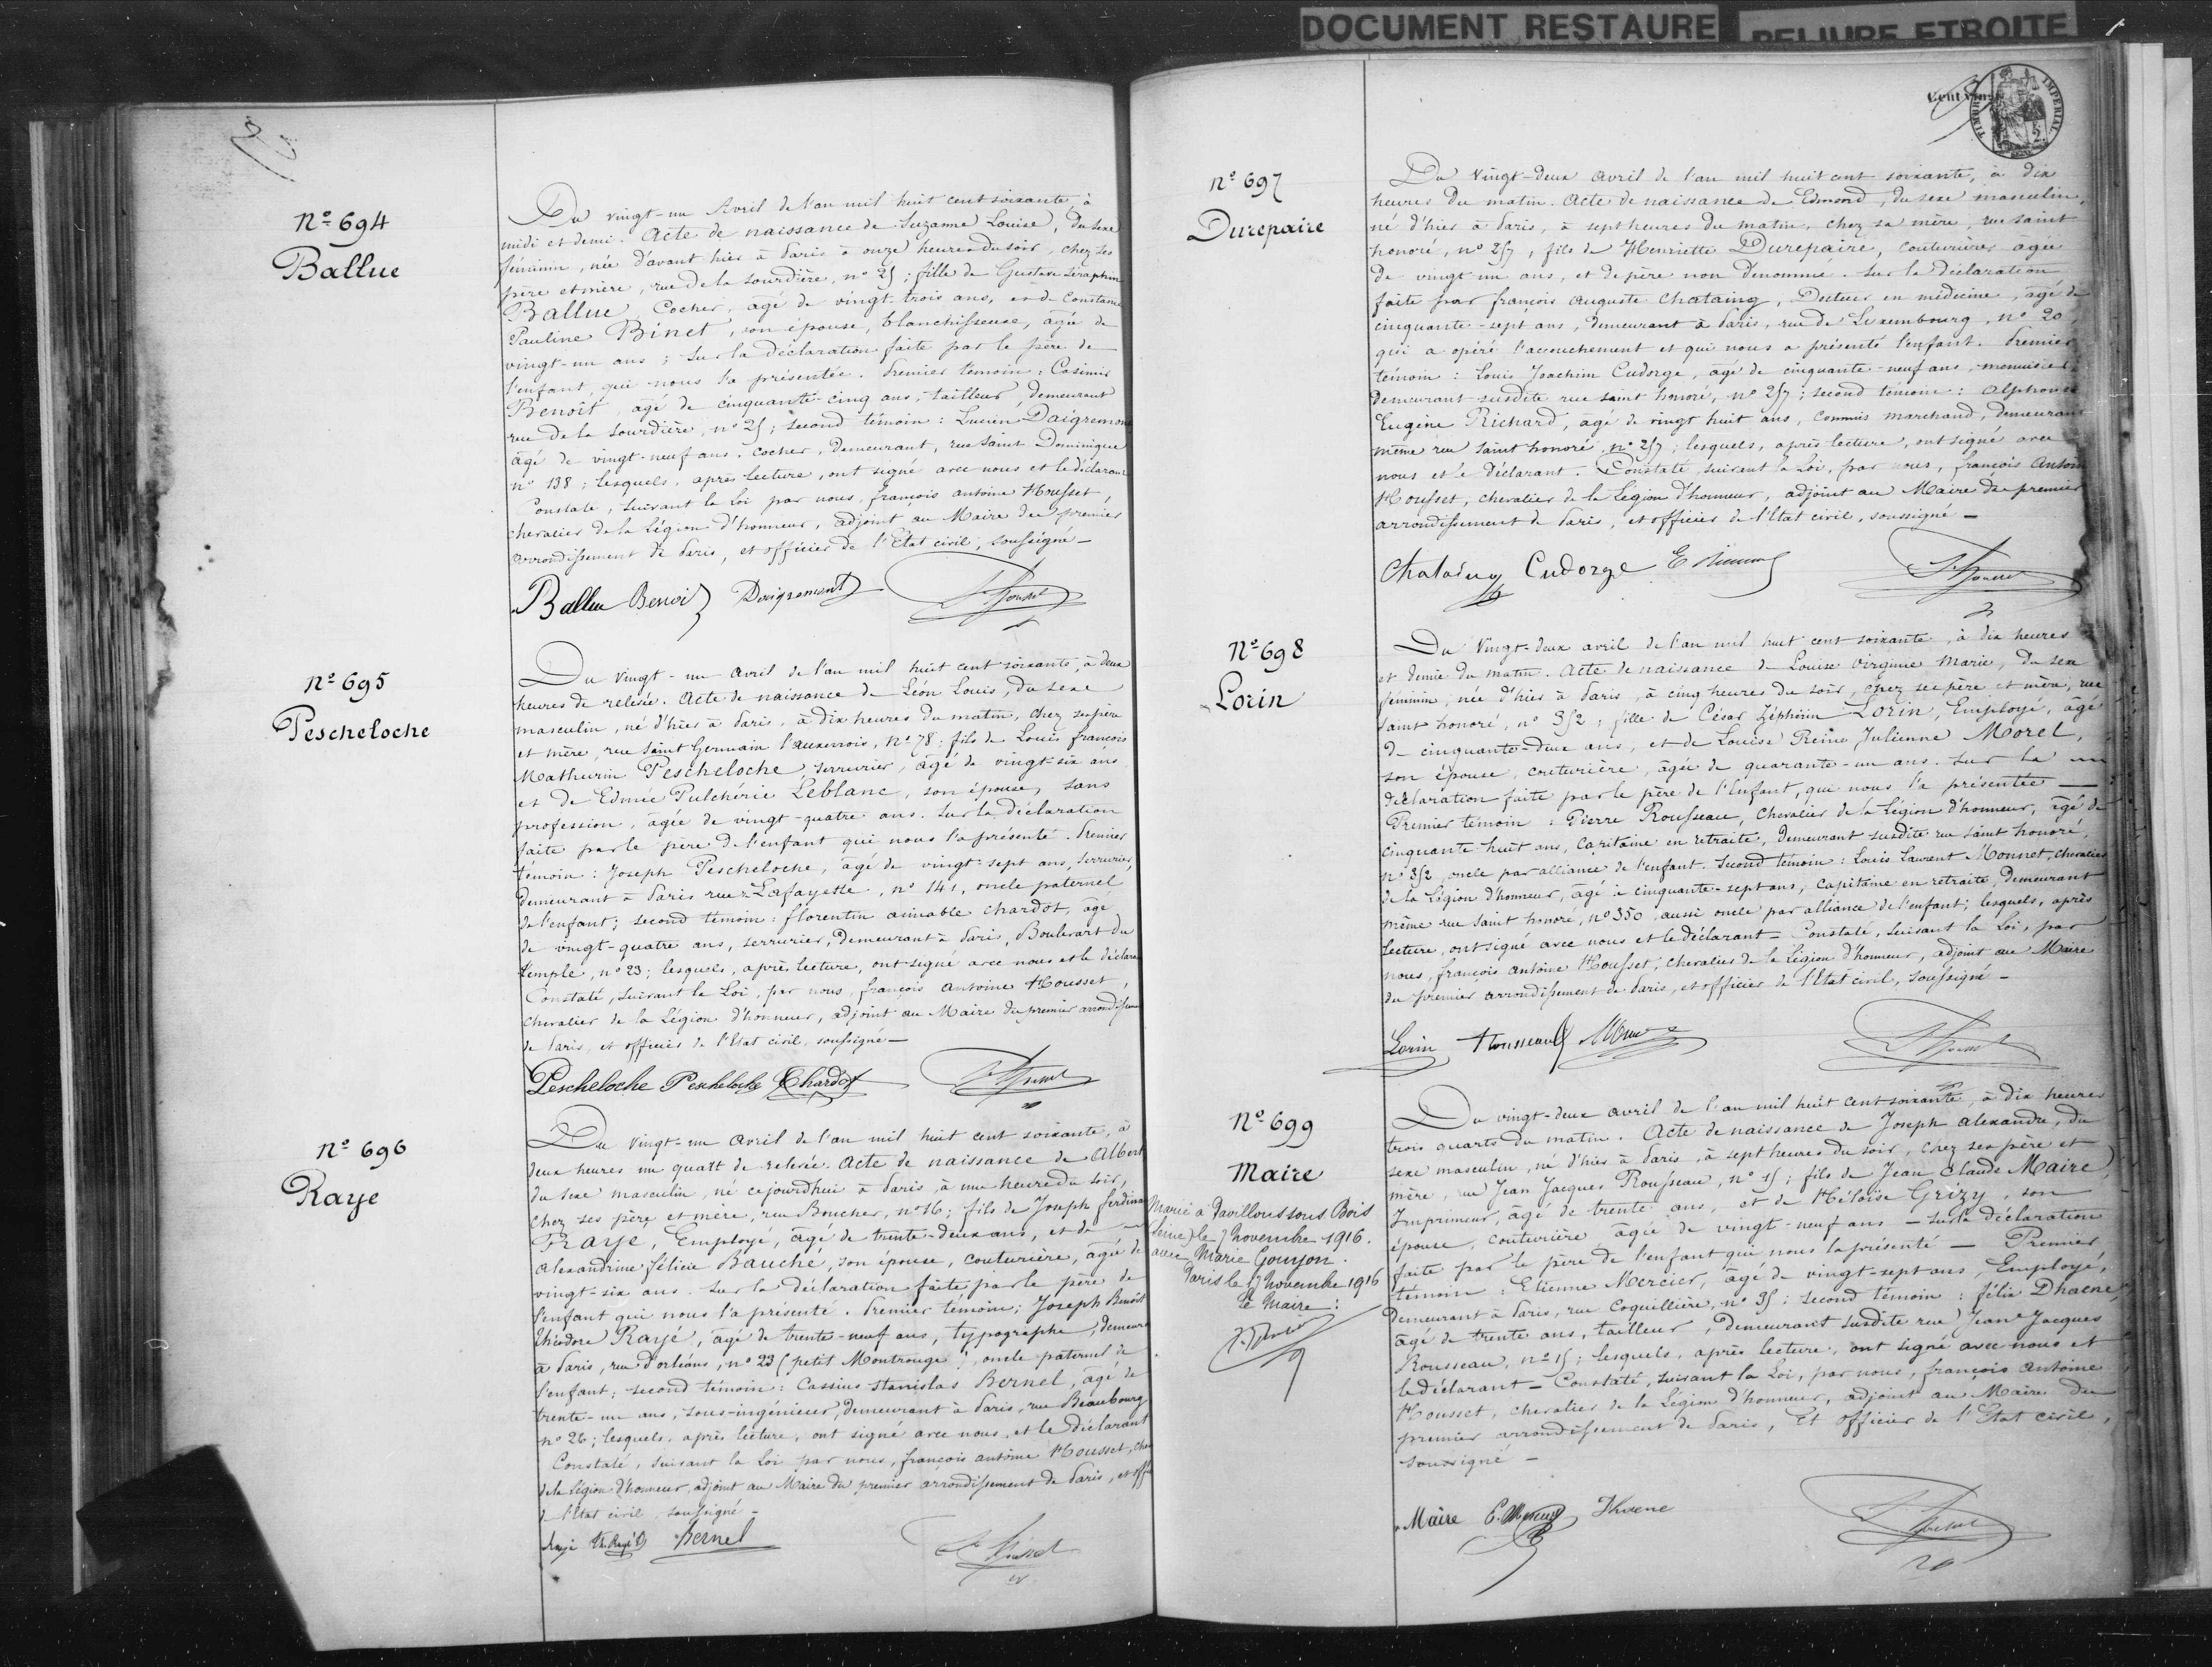 DOCUMENT RESTAURE
RELIURE ETROITE
TIMBRE IMPERIAL
Nº 694
Ballue
Du vingt-un Avril de l'an mil huit cent soixante, à
midi et demi. Acte de naissance de Suzanne Louise, du sexe
féminin, née d'avant hier à Paris à onze heures du soir, chez ses
père et mère, rue de la Sourdière, nº 25; fille de Gustave Séraphin
Ballue, Cocher, âgé de vingt-trois ans, et de Constance
Pauline Binet, son épouse, blanchisseuse, âgée de
vingt-un ans; Sur la déclaration faite par le père de
l'enfant, qui nous l'a présentée. Premier témoin: Casimir
Benoît, âgé de cinquante-cinq ans, tailleur, demeurant
rue de la Sourdière, nº 25; second témoin: Lucien Daigremont
âgé de vingt-neuf ans, cocher, demeurant, rue Saint Dominique
nº 138; lesquels, après lecture, ont signé avec nous et le déclarant
Constaté, suivant la Loi par nous, françois antoine Housset,
chevalier de la Légion d'honneur, adjoint au Maire du premier
arrondissement de Paris, et officier de l'Etat civil, soussigné —
Ballue Benoit Daigremont
Nº 695
Pescheloche
Du vingt-un Avril de l'an mil huit cent soixante, à deux
heures de relevée. Acte de naissance de Léon Louis, du sexe
masculin, né d'hier à Paris, à dix heures du matin, chez ses père
et mère, rue Saint Germain l'auxerrois, nº 78: fils de Louis françois
Mathurin Pescheloche, serrurier, âgé de vingt-six ans
et de Edmée Pulchérie Leblanc, son épouse, sans
profession, âgée de vingt-quatre ans. Sur la déclaration
faite par le père de l'enfant qui nous l'a présenté. Premier
témoin: Joseph Pescheloche, âgé de vingt-sept ans, serrurier,
demeurant à Paris rue Lafayette, nº 141, oncle paternel
de l'enfant; second témoin: florentin aimable chardot, âgé
de vingt-quatre ans, serrurier, demeurant à Paris, Boulevart du
temple, nº 23; lesquels, après lecture, ont signé avec nous et le déclarant
Constaté, suivant la Loi, par nous, françois antoine Housset,
chevalier de la Légion d'honneur, adjoint au Maire du premier arrondissement
de Paris, et officier de l'Etat civil, soussigné —
Pescheloche Pescheloche Chardot
Nº 696
Raye
Du Vingt-un avril de l'an mil huit cent soixante, à
deux heures un quart de relevée. Acte de naissance de Albert
du sexe masculin, né cejourdhui à Paris, à une heure du soir,
chez ses père et mère, rue Boucher, nº 16; fils de Joseph ferdinand
Raye, Employé, âgé de trente-deux ans, et de
alexandrine félicie Bauché, son épouse, couturière, âgée de
vingt-six ans. Sur la déclaration faite par le père de
l'enfant qui nous l'a présenté. Premier témoin: Joseph Benoît
Théodore Rayé, âgé de trente-neuf ans, typographe, demeurant
à Paris, rue d'orléans, nº 23 (petit Montrouge), oncle paternel de
l'enfant; second témoin: Cassius Stanislas Bernel, âgé de
trente-un ans, sous-ingénieur, demeurant à Paris, rue Beaubourg
nº 26; lesquels, après lecture, ont signé avec nous, et le déclarant
Constaté, suivant la Loi par nous, françois antoine Housset, chev
de la Légion d'honneur, adjoint au Maire du premier arrondissement de Paris, et off
de l'Etat civil, soussigné —
Bernel
Nº 697
Durepaire
Du Vingt-deux avril de l'an mil huit cent soixante, à dix
heures du matin. Acte de naissance de Edmond, du sexe masculin,
né d'hier à Paris, à sept heures du matin, chez sa mère, rue saint
honoré, nº 257, fils de Henriette Durepaire, couturière, âgée
de vingt-un ans, et de père non dénommé. Sur la déclaration
faite par françois auguste chataing, Docteur en médecine, âgé de
cinquante-sept ans, demeurant à Paris, rue de Luxembourg, nº 20,
qui a opéré l'accouchement et qui nous a présenté l'enfant. Premier
témoin: Louis Joachim Cudorge, âgé de cinquante-neuf ans, menuisier
demeurant susdite rue saint honoré, nº 257; second témoin: alphonse
Eugène Richard, âgé de vingt huit ans, commis marchand, demeurant
même rue Saint honoré, nº 257; lesquels, après lecture, ont signé avec
nous et le déclarant. Constaté, suivant la Loi, par nous, françois antoine
Housset, chevalier de la Légion d'honneur, adjoint au Maire du premier
arrondissement de Paris, et officier de l'Etat civil, soussigné —
Chataing Cudorge
Nº 698
Lorin
Du Vingt-deux avril de l'an mil huit cent soixante, à dix heures
et demie du matin. Acte de naissance de Louise Virginie Marie, du sexe
féminin, née d'hier à Paris, à cinq heures du soir, chez ses père et mère, rue
Saint honoré, nº 352; fille de César Zéphirin Lorin, Employé, âgé
de cinquante-deux ans, et de Louise Reine Julienne Morel,
son épouse, couturière, âgée de quarante-un ans. Sur la
déclaration faite par le père de l'enfant, qui nous l'a présentée —
Premier témoin: Pierre Rousseau, chevalier de la Légion d'honneur, âgé de
cinquante-huit ans, capitaine en retraite, demeurant susdite rue saint honoré,
nº 352, oncle par alliance de l'enfant. Second témoin: Louis Laurent Monnet, chevalier
de la Légion d'honneur, âgé de cinquante-sept ans, capitaine en retraite, demeurant
même rue saint honoré, nº 350, aussi oncle par alliance de l'enfant; lesquels, après
lecture, ont signé avec nous et le déclarant — Constaté, suivant la Loi, par
nous, françois antoine Housset, chevalier de la Légion d'honneur, adjoint au Maire
du premier arrondissement de Paris, et officier de l'Etat civil, soussigné —
Lorin Rousseau
Nº 699
Maire
Marié à Pavillons sous Bois
(Seine) le 7 novembre 1916.
avec Marie Goujon.
Paris le novembre 1916
le Maire:
Du vingt-deux avril de l'an mil huit cent soixante, à dix heures
trois quarts du matin. Acte de naissance de Joseph alexandre, du
sexe masculin, né d'hier à Paris, à sept heures du soir, chez ses père et
mère, rue Jean Jacques Rousseau, nº 15; fils de Jean Claude Maire,
Imprimeur, âgé de trente ans, et de Héloïse Grizy, son
épouse, couturière, âgée de vingt-neuf ans — Sur la déclaration
faite par le père de l'enfant qui nous l'a présenté — Premier
témoin: Etienne Mercier, âgé de vingt-sept ans, Employé,
demeurant à Paris, rue Coquillière, nº 35; second témoin: félix Dhaene,
âgé de trente ans, tailleur, demeurant susdite rue Jean Jacques
Rousseau, nº 15; lesquels, après lecture, ont signé avec nous et
le déclarant — Constaté, suivant la Loi, par nous, françois antoine
Housset, chevalier de la Légion d'honneur, adjoint au Maire du
premier arrondissement de Paris, et officier de l'Etat civil,
soussigné —
Maire E. Mercier Dhaene